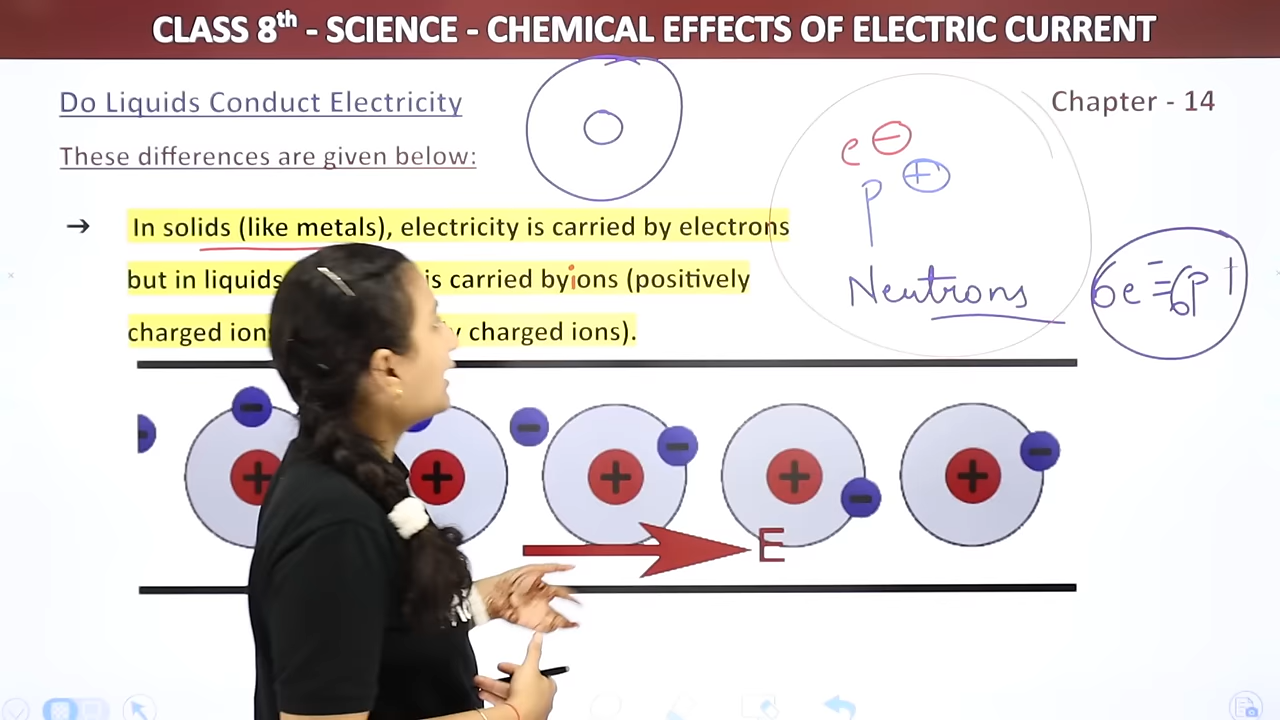 CLASS 8th - SCIENCE - CHEMICAL EFFECTS OF ELECTRIC CURRENT
Do Liquids Conduct Electricity
Chapter - 14
These differences are given below:
e −
p +
Neutrons
6e⁻ = 6p⁺
→ In solids (like metals), electricity is carried by electrons
but in liquids is carried by ions (positively
charged ion charged ions).
− − − − − −
+ + + + +
E